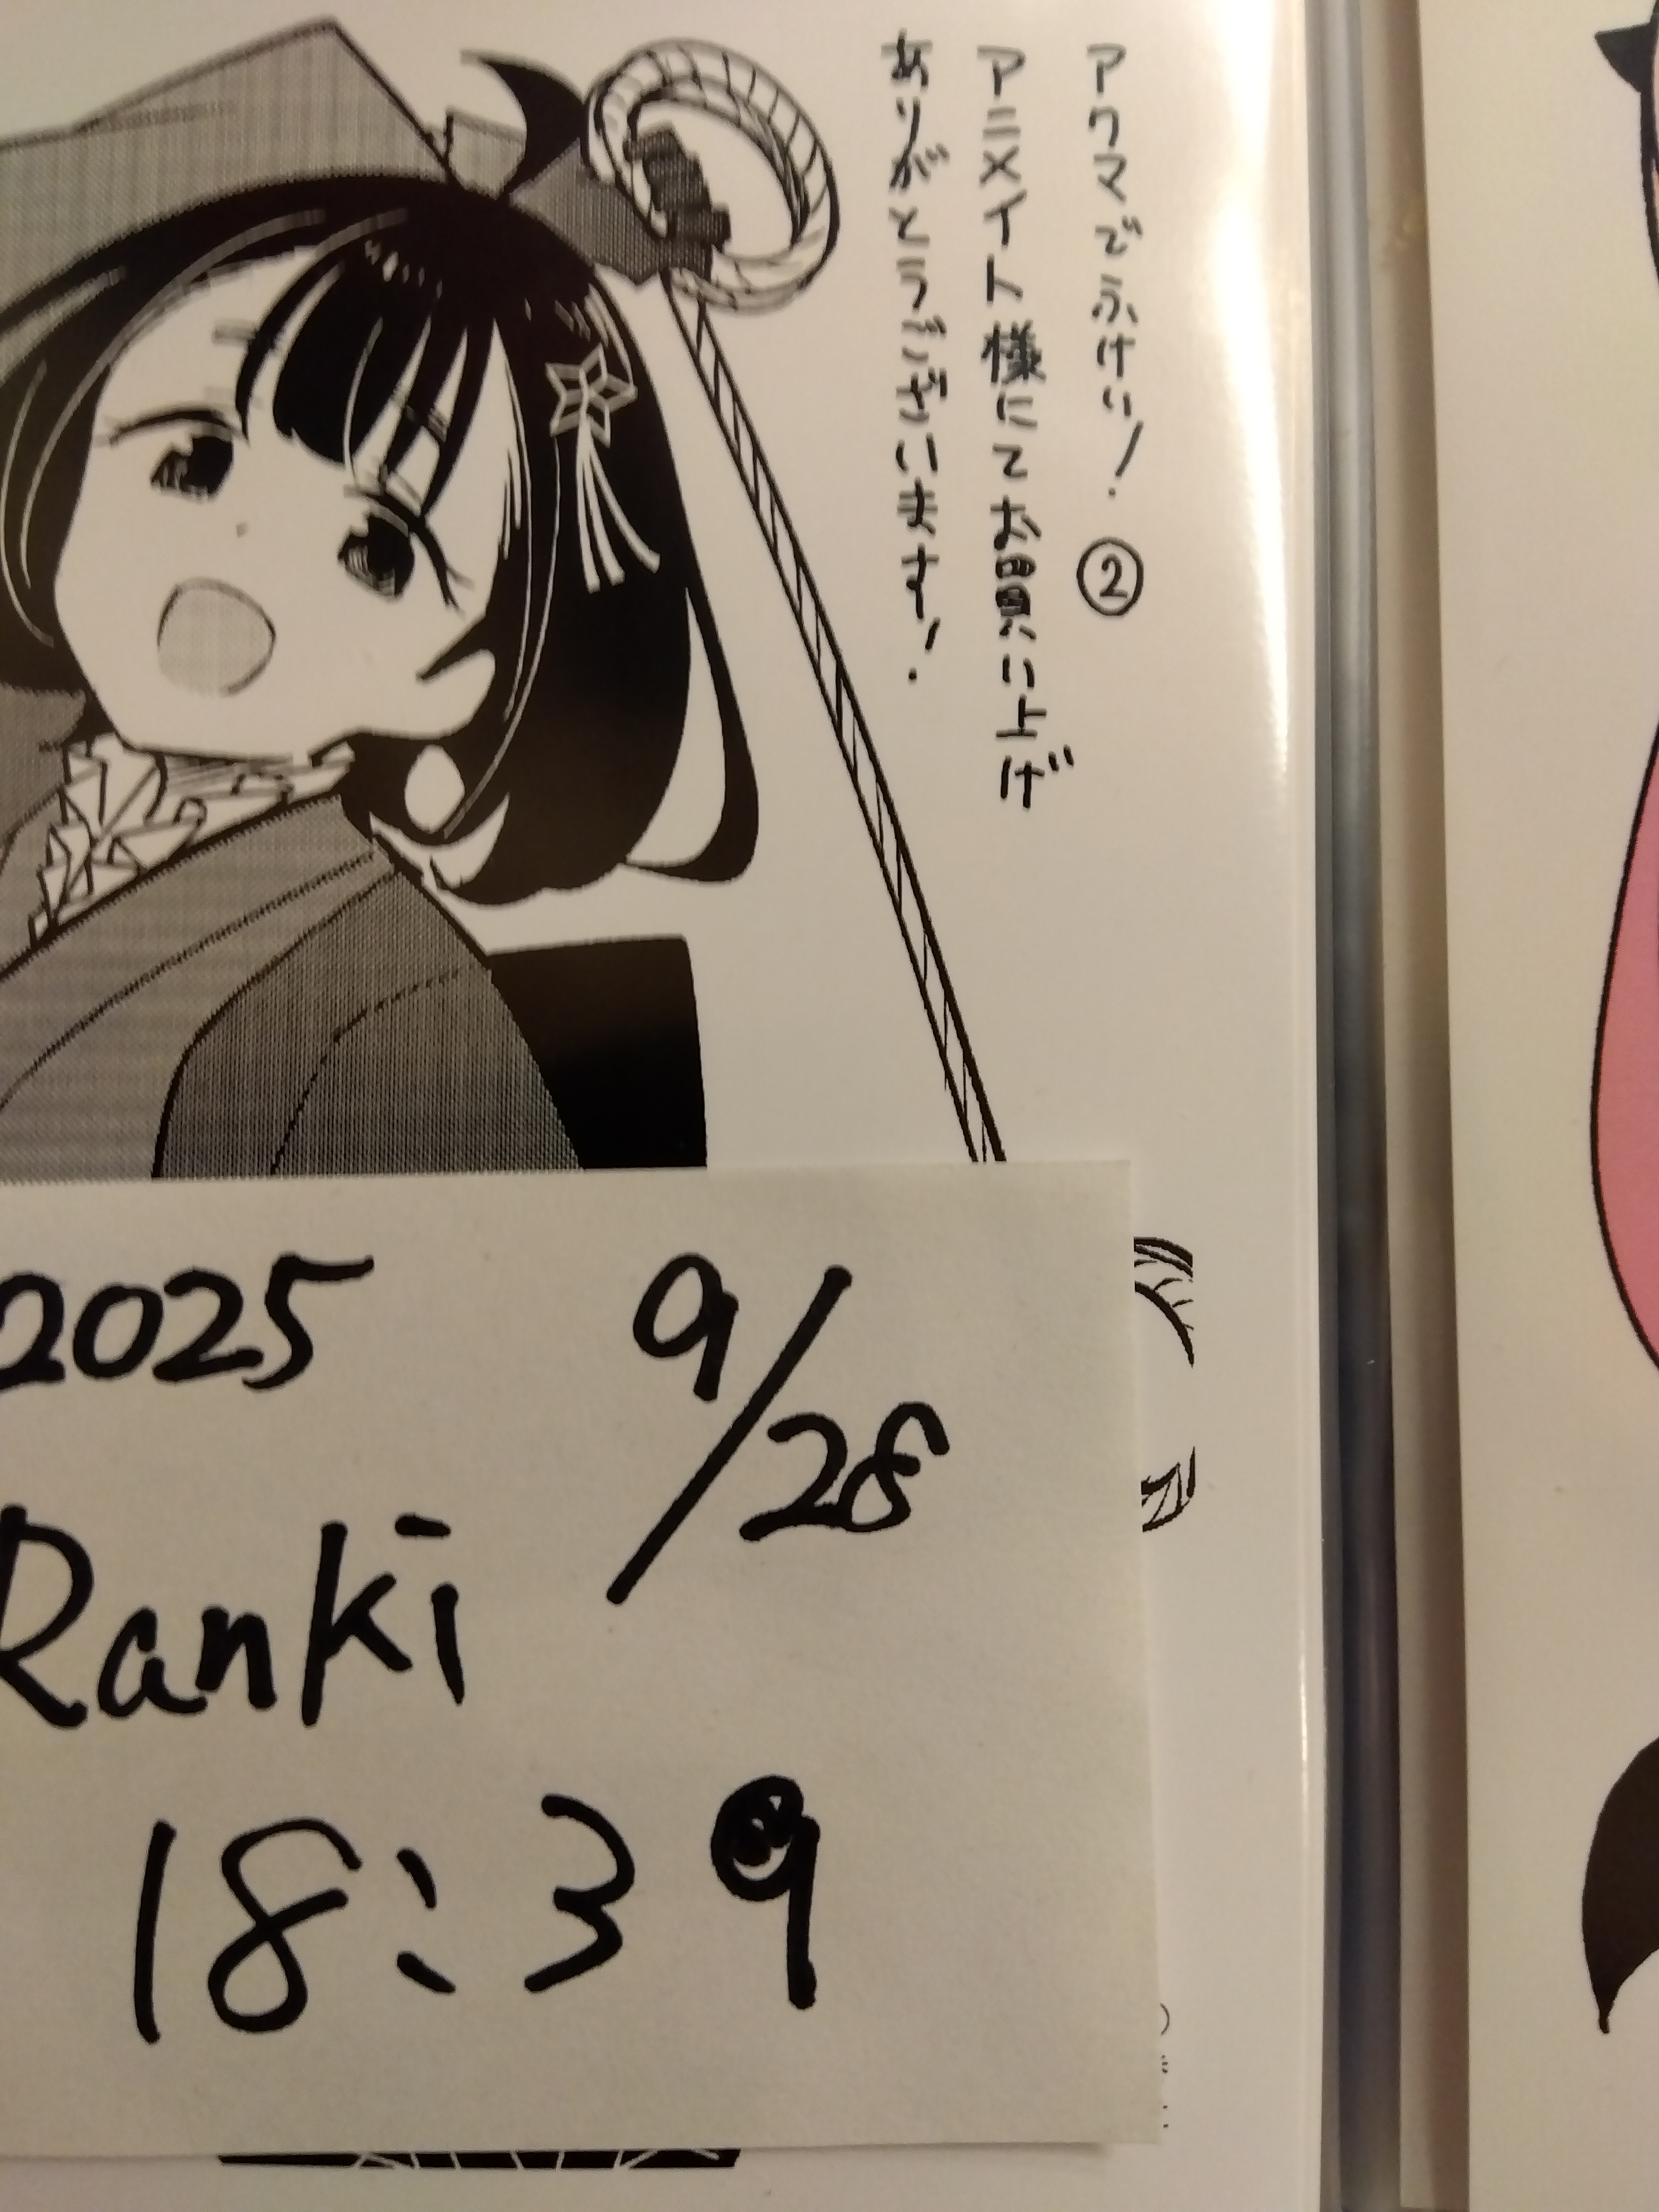 アクマでふけい! ②
アニメイト様にてお買い上げ
ありがとうございます!
2025 9/28
Ranki
18:39